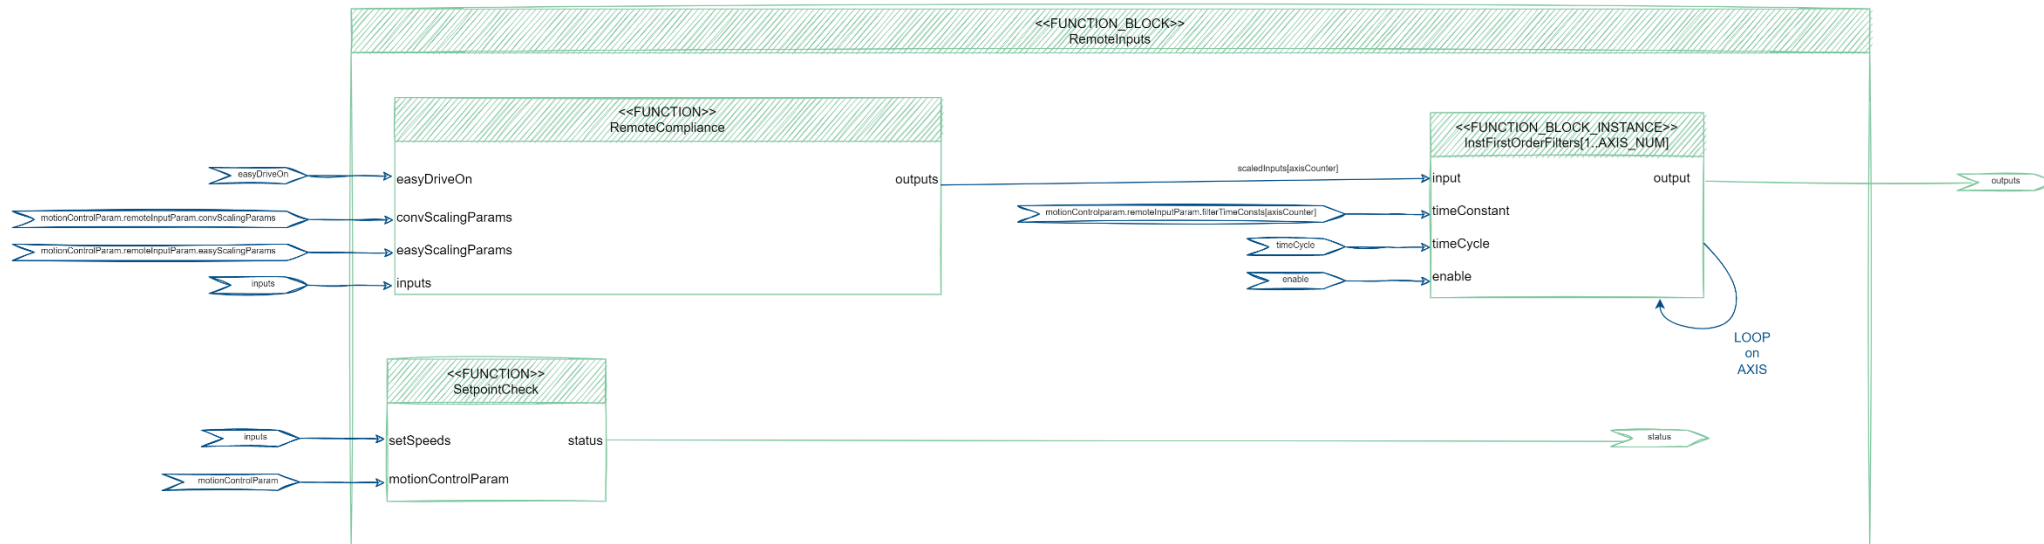 <<FUNCTION_BLOCK>>
RemoteInputs
<<FUNCTION>>
RemoteCompliance
easyDriveOn
easyDriveOn
outputs
motionControlParam.remoteInputParam.convScalingParams
convScalingParams
motionControlParam.remoteInputParam.easyScalingParams
easyScalingParams
inputs
inputs
scaledInputs[axisCounter]
<<FUNCTION_BLOCK_INSTANCE>>
InstFirstOrderFilters[1..AXIS_NUM]
input
output
outputs
motionControlparam.remoteInputParam.filterTimeConsts[axisCounter]
timeConstant
timeCycle
timeCycle
enable
enable
LOOP
on
AXIS
<<FUNCTION>>
SetpointCheck
inputs
setSpeeds
status
status
motionControlParam
motionControlParam